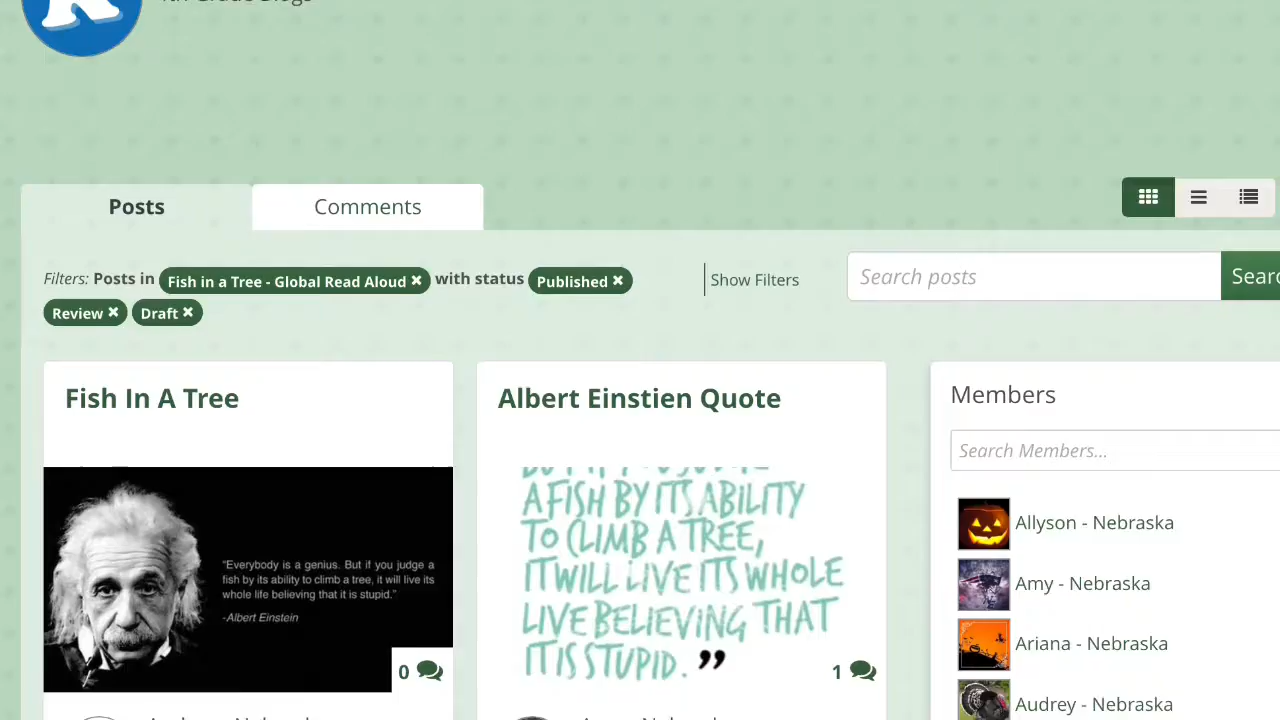 Posts
Comments
Filters: Posts in Fish in a Tree - Global Read Aloud × with status Published ×
Review × Draft ×
Show Filters
Search posts
Fish In A Tree
Albert Einstien Quote
Members
Search Members...
"Everybody is a genius. But if you judge a
fish by its ability to climb a tree, it will live its
whole life believing that it is stupid."
-Albert Einstein
0
A FISH BY ITS ABILITY
TO CLIMB A TREE,
IT WILL LIVE ITS WHOLE
LIVE BELIEVING THAT
IT IS STUPID. ”
1
Allyson - Nebraska
Amy - Nebraska
Ariana - Nebraska
Audrey - Nebraska